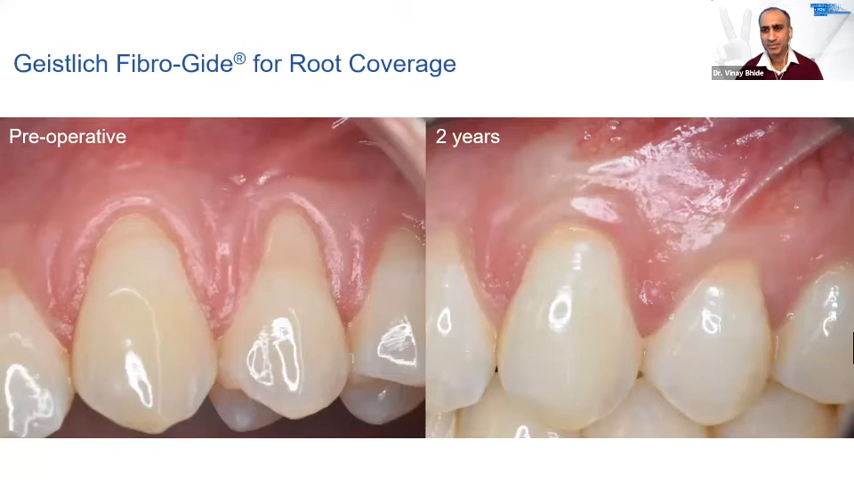 Geistlich Fibro-Gide® for Root Coverage
Dr. Vinay Bhide
Pre-operative
2 years